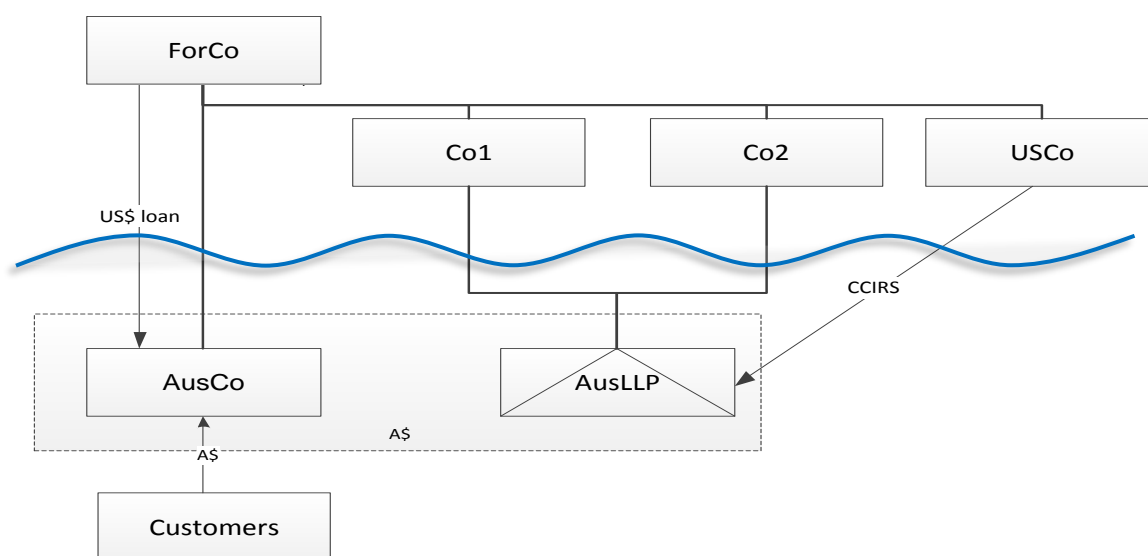 ForCo
Co1
Co2
USCo
US$ loan
CCIRS
AusCo
AusLLP
A$
A$
Customers